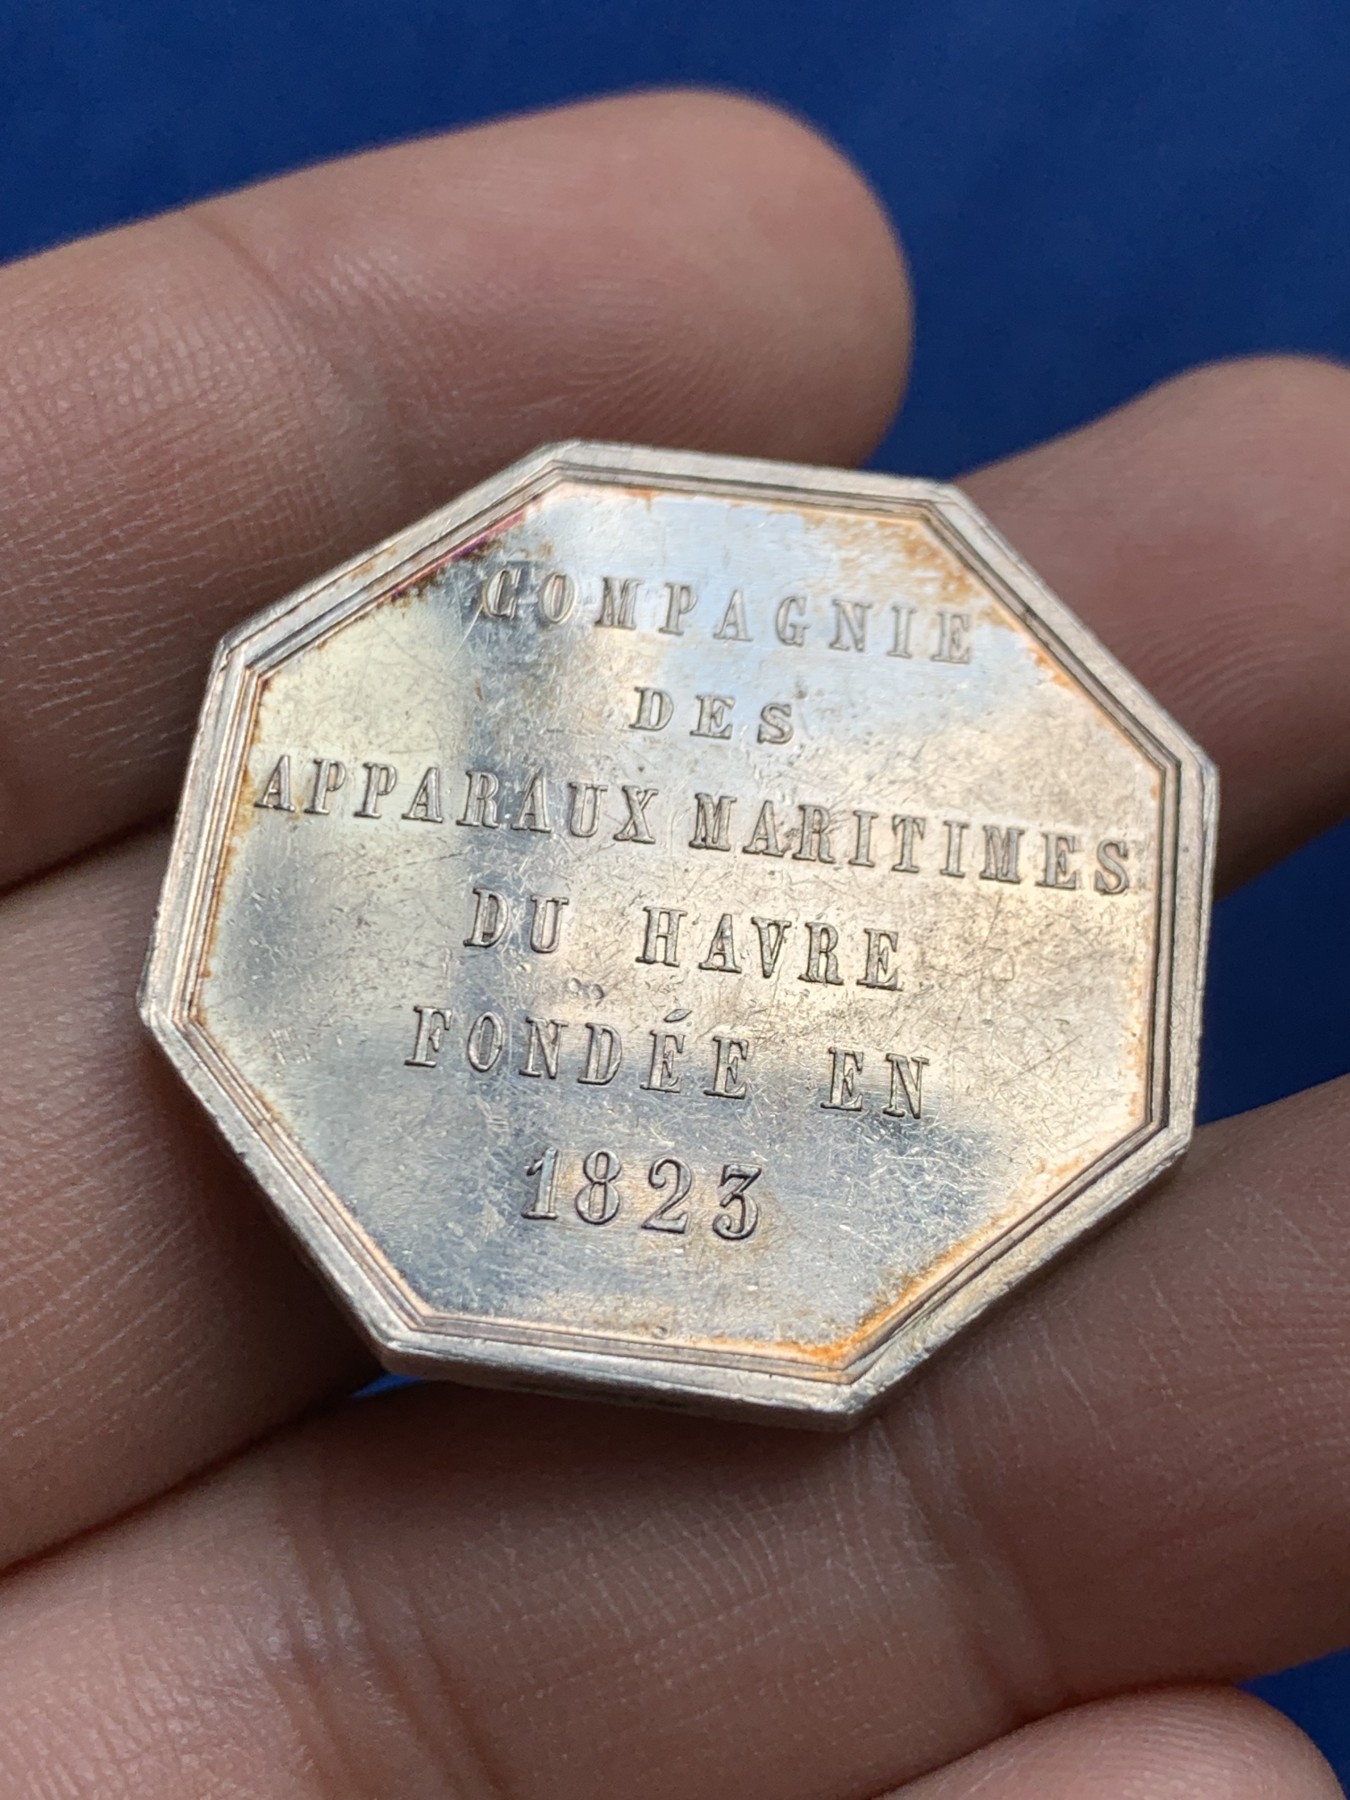 COMPAGNIE
DES
APPARAUX MARITIMES
DU HAVRE
FONDÉE EN
1823